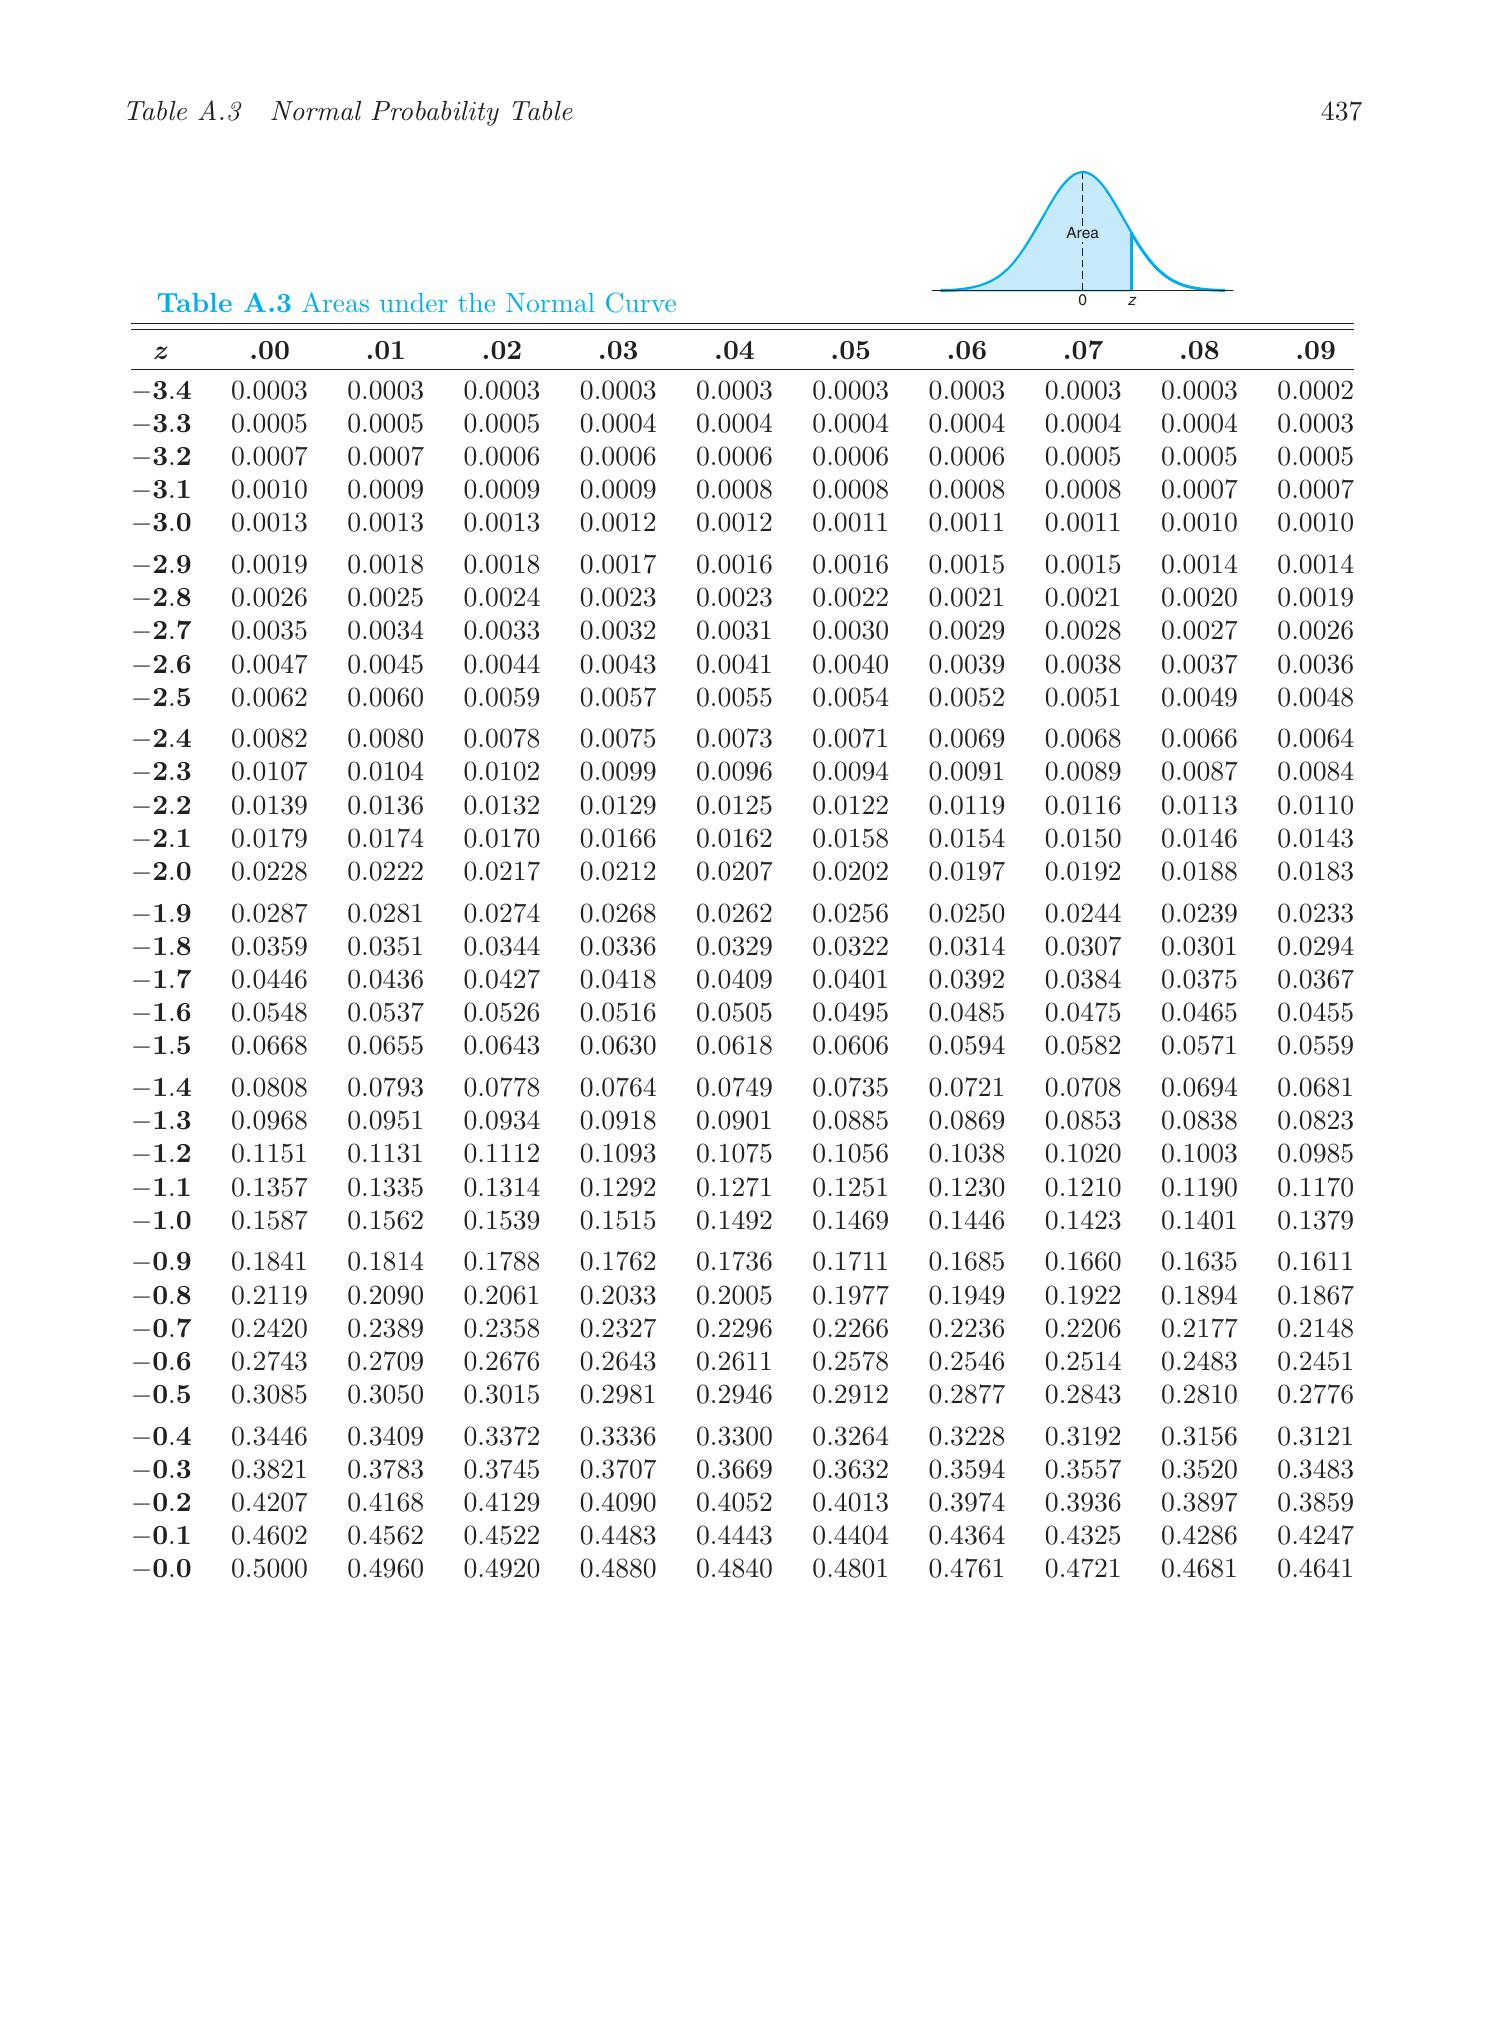 Table A.3 Normal Probability Table 437
Area
0 z
Table A.3 Areas under the Normal Curve
z .00 .01 .02 .03 .04 .05 .06 .07 .08 .09
−3.4 0.0003 0.0003 0.0003 0.0003 0.0003 0.0003 0.0003 0.0003 0.0003 0.0002
−3.3 0.0005 0.0005 0.0005 0.0004 0.0004 0.0004 0.0004 0.0004 0.0004 0.0003
−3.2 0.0007 0.0007 0.0006 0.0006 0.0006 0.0006 0.0006 0.0005 0.0005 0.0005
−3.1 0.0010 0.0009 0.0009 0.0009 0.0008 0.0008 0.0008 0.0008 0.0007 0.0007
−3.0 0.0013 0.0013 0.0013 0.0012 0.0012 0.0011 0.0011 0.0011 0.0010 0.0010
−2.9 0.0019 0.0018 0.0018 0.0017 0.0016 0.0016 0.0015 0.0015 0.0014 0.0014
−2.8 0.0026 0.0025 0.0024 0.0023 0.0023 0.0022 0.0021 0.0021 0.0020 0.0019
−2.7 0.0035 0.0034 0.0033 0.0032 0.0031 0.0030 0.0029 0.0028 0.0027 0.0026
−2.6 0.0047 0.0045 0.0044 0.0043 0.0041 0.0040 0.0039 0.0038 0.0037 0.0036
−2.5 0.0062 0.0060 0.0059 0.0057 0.0055 0.0054 0.0052 0.0051 0.0049 0.0048
−2.4 0.0082 0.0080 0.0078 0.0075 0.0073 0.0071 0.0069 0.0068 0.0066 0.0064
−2.3 0.0107 0.0104 0.0102 0.0099 0.0096 0.0094 0.0091 0.0089 0.0087 0.0084
−2.2 0.0139 0.0136 0.0132 0.0129 0.0125 0.0122 0.0119 0.0116 0.0113 0.0110
−2.1 0.0179 0.0174 0.0170 0.0166 0.0162 0.0158 0.0154 0.0150 0.0146 0.0143
−2.0 0.0228 0.0222 0.0217 0.0212 0.0207 0.0202 0.0197 0.0192 0.0188 0.0183
−1.9 0.0287 0.0281 0.0274 0.0268 0.0262 0.0256 0.0250 0.0244 0.0239 0.0233
−1.8 0.0359 0.0351 0.0344 0.0336 0.0329 0.0322 0.0314 0.0307 0.0301 0.0294
−1.7 0.0446 0.0436 0.0427 0.0418 0.0409 0.0401 0.0392 0.0384 0.0375 0.0367
−1.6 0.0548 0.0537 0.0526 0.0516 0.0505 0.0495 0.0485 0.0475 0.0465 0.0455
−1.5 0.0668 0.0655 0.0643 0.0630 0.0618 0.0606 0.0594 0.0582 0.0571 0.0559
−1.4 0.0808 0.0793 0.0778 0.0764 0.0749 0.0735 0.0721 0.0708 0.0694 0.0681
−1.3 0.0968 0.0951 0.0934 0.0918 0.0901 0.0885 0.0869 0.0853 0.0838 0.0823
−1.2 0.1151 0.1131 0.1112 0.1093 0.1075 0.1056 0.1038 0.1020 0.1003 0.0985
−1.1 0.1357 0.1335 0.1314 0.1292 0.1271 0.1251 0.1230 0.1210 0.1190 0.1170
−1.0 0.1587 0.1562 0.1539 0.1515 0.1492 0.1469 0.1446 0.1423 0.1401 0.1379
−0.9 0.1841 0.1814 0.1788 0.1762 0.1736 0.1711 0.1685 0.1660 0.1635 0.1611
−0.8 0.2119 0.2090 0.2061 0.2033 0.2005 0.1977 0.1949 0.1922 0.1894 0.1867
−0.7 0.2420 0.2389 0.2358 0.2327 0.2296 0.2266 0.2236 0.2206 0.2177 0.2148
−0.6 0.2743 0.2709 0.2676 0.2643 0.2611 0.2578 0.2546 0.2514 0.2483 0.2451
−0.5 0.3085 0.3050 0.3015 0.2981 0.2946 0.2912 0.2877 0.2843 0.2810 0.2776
−0.4 0.3446 0.3409 0.3372 0.3336 0.3300 0.3264 0.3228 0.3192 0.3156 0.3121
−0.3 0.3821 0.3783 0.3745 0.3707 0.3669 0.3632 0.3594 0.3557 0.3520 0.3483
−0.2 0.4207 0.4168 0.4129 0.4090 0.4052 0.4013 0.3974 0.3936 0.3897 0.3859
−0.1 0.4602 0.4562 0.4522 0.4483 0.4443 0.4404 0.4364 0.4325 0.4286 0.4247
−0.0 0.5000 0.4960 0.4920 0.4880 0.4840 0.4801 0.4761 0.4721 0.4681 0.4641